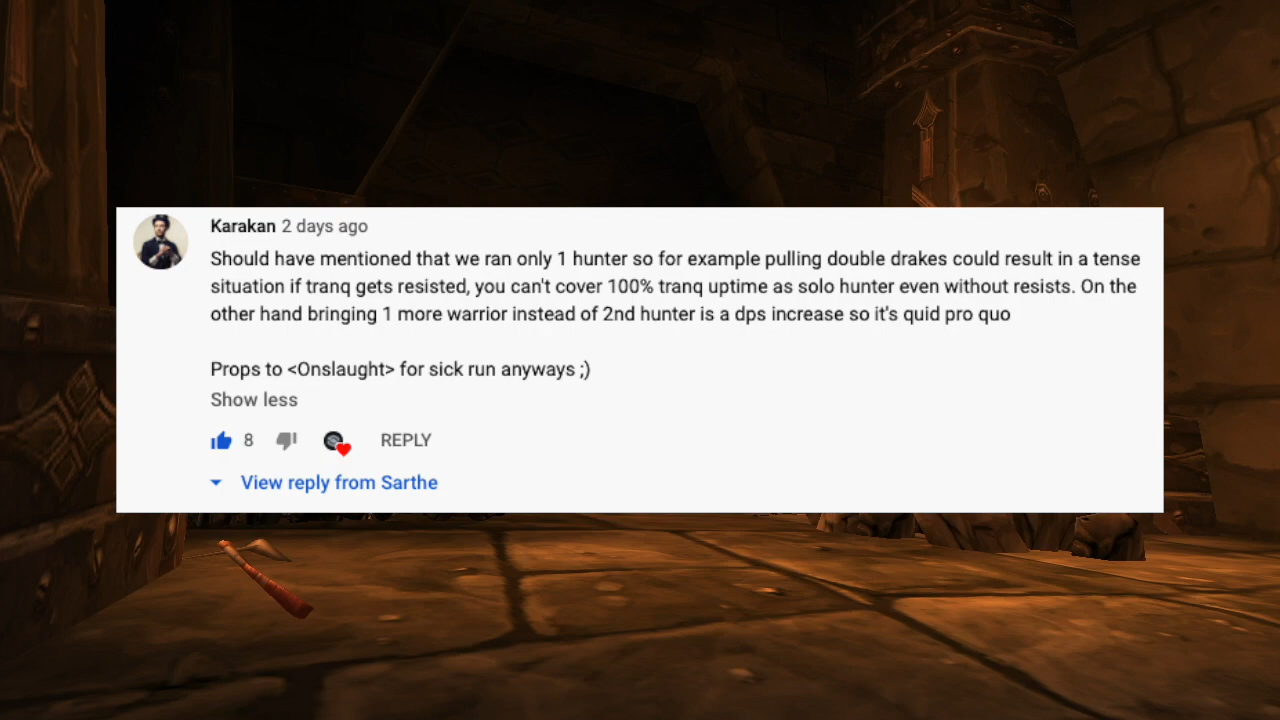 Karakan 2 days ago
Should have mentioned that we ran only 1 hunter so for example pulling double drakes could result in a tense
situation if tranq gets resisted, you can't cover 100% tranq uptime as solo hunter even without resists. On the
other hand bringing 1 more warrior instead of 2nd hunter is a dps increase so it's quid pro quo
Props to <Onslaught> for sick run anyways ;)
Show less
8 REPLY
View reply from Sarthe